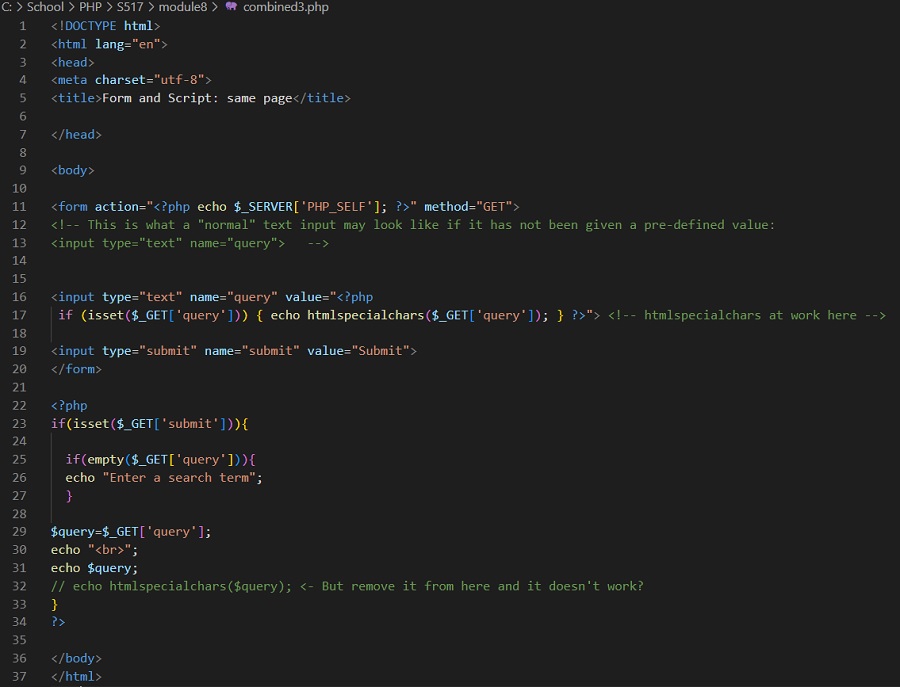 C: > School > PHP > S517 > module8 > combined3.php
1 <!DOCTYPE html>
2 <html lang="en">
3 <head>
4 <meta charset="utf-8">
5 <title>Form and Script: same page</title>
6
7 </head>
8
9 <body>
10
11 <form action="<?php echo $_SERVER['PHP_SELF']; ?>" method="GET">
12 <!-- This is what a "normal" text input may look like if it has not been given a pre-defined value:
13 <input type="text" name="query">   -->
14
15
16 <input type="text" name="query" value="<?php
17  if (isset($_GET['query'])) { echo htmlspecialchars($_GET['query']); } ?>"> <!-- htmlspecialchars at work here -->
18
19 <input type="submit" name="submit" value="Submit">
20 </form>
21
22 <?php
23 if(isset($_GET['submit'])){
24
25   if(empty($_GET['query'])){
26   echo "Enter a search term";
27   }
28
29 $query=$_GET['query'];
30 echo "<br>";
31 echo $query;
32 // echo htmlspecialchars($query); <- But remove it from here and it doesn't work?
33 }
34 ?>
35
36 </body>
37 </html>